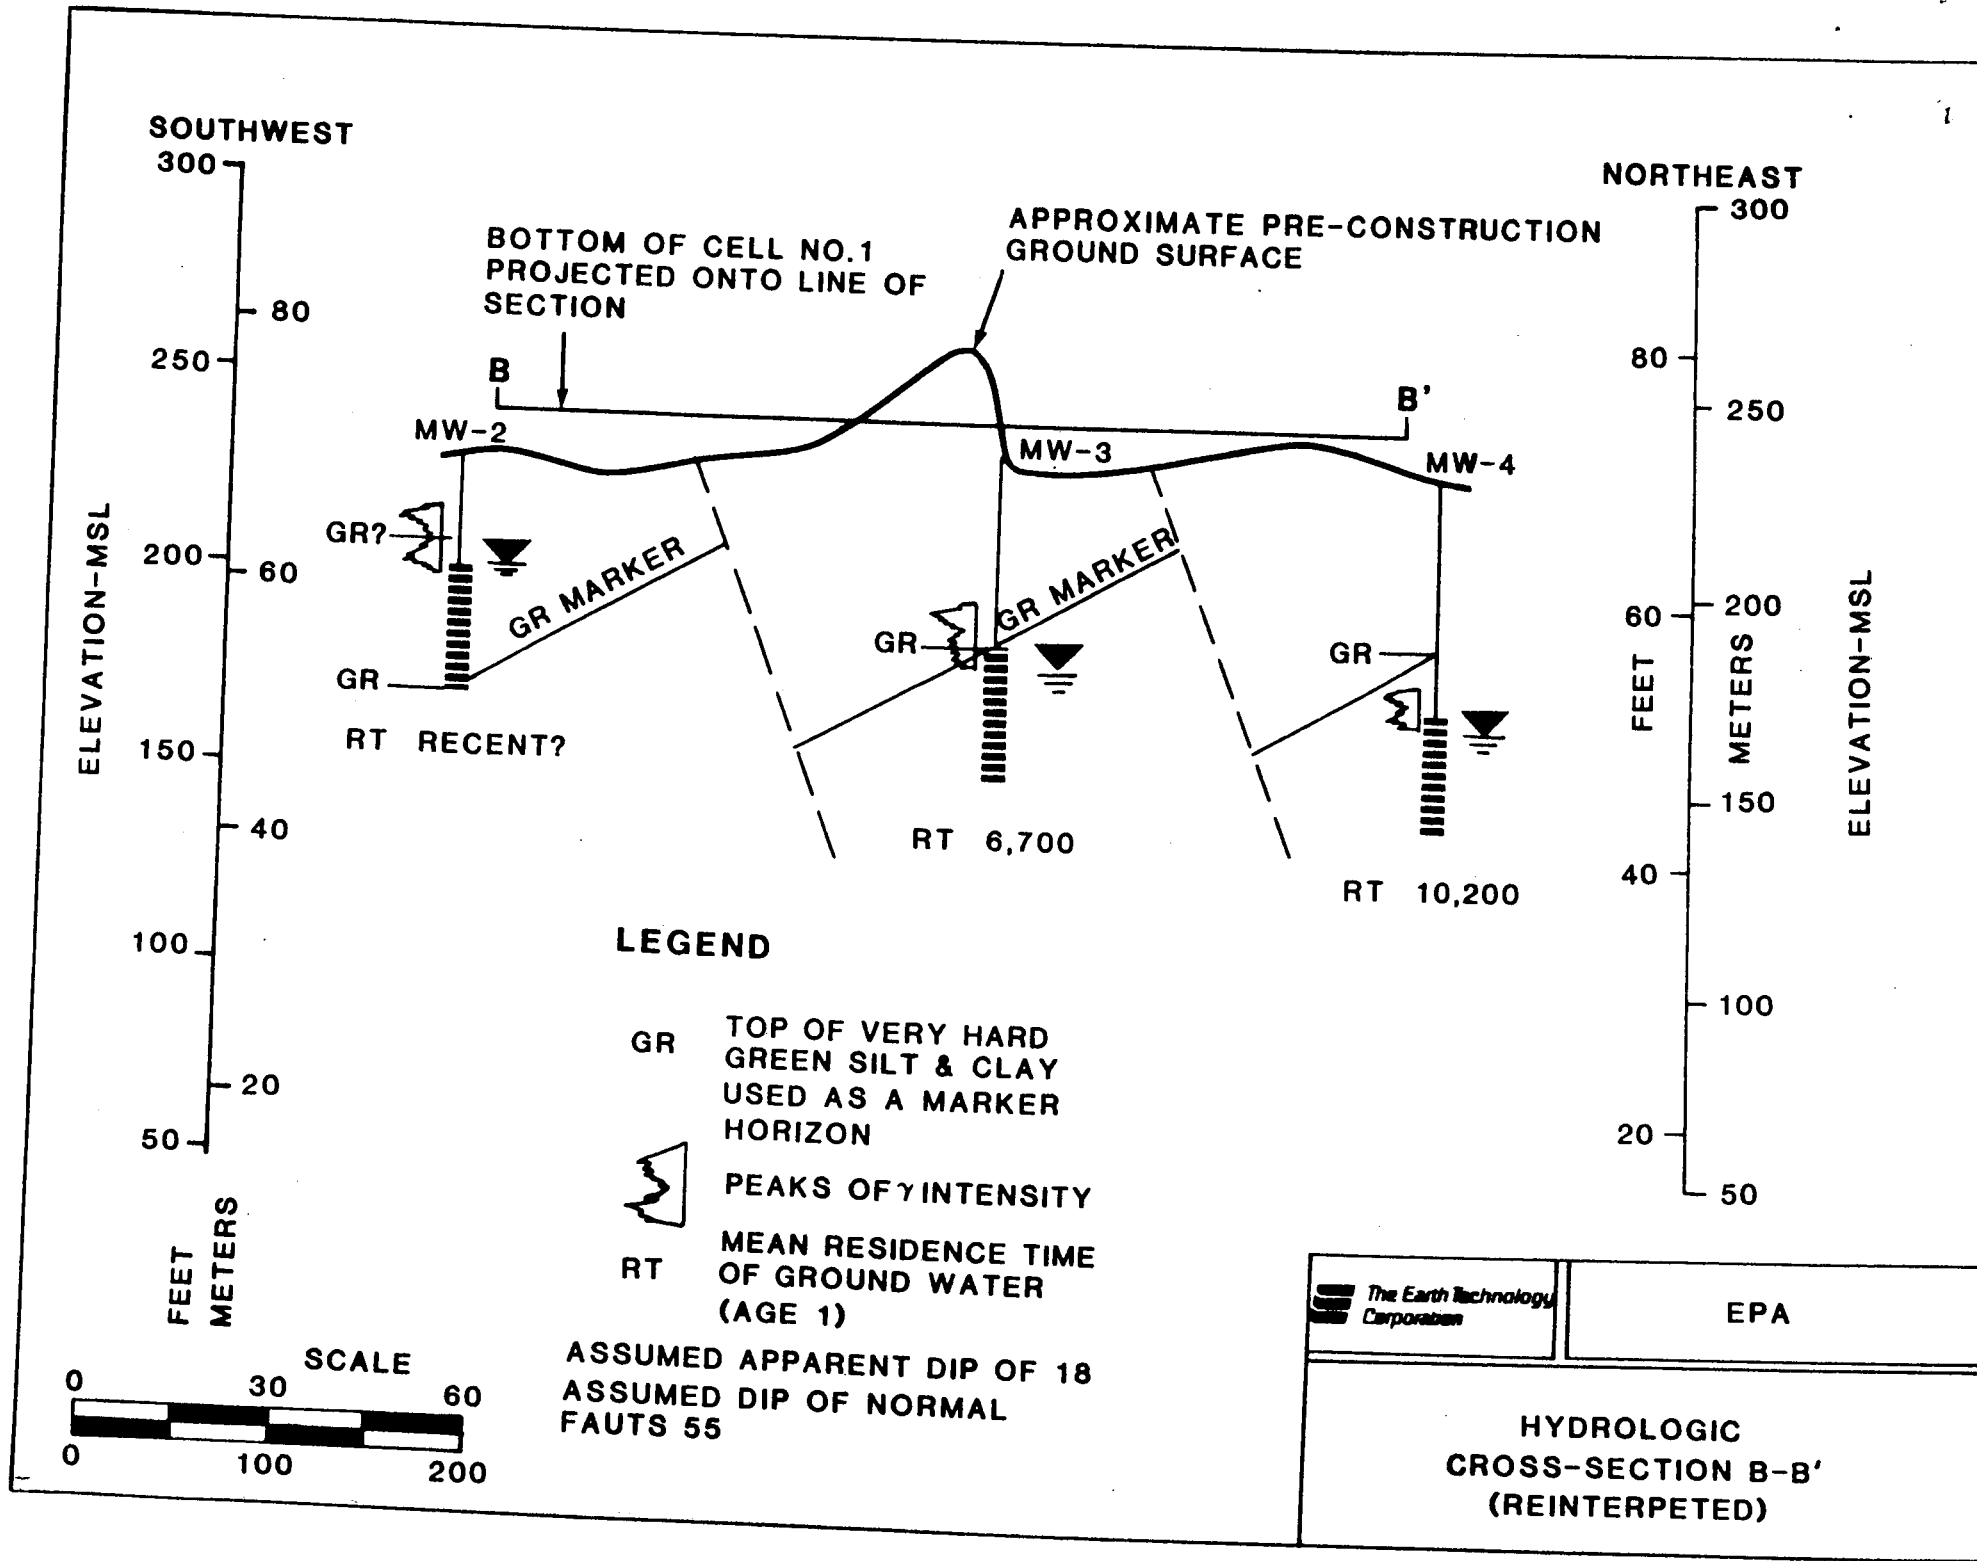 SOUTHWEST
300
80
250
200
60
150
40
100
20
50
ELEVATION-MSL
FEET
METERS
NORTHEAST
300
80
250
60
200
150
40
100
20
50
FEET
METERS
ELEVATION-MSL
BOTTOM OF CELL NO.1
PROJECTED ONTO LINE OF
SECTION
APPROXIMATE PRE-CONSTRUCTION
GROUND SURFACE
B
B'
MW-2
MW-3
MW-4
GR?
GR MARKER
GR
GR MARKER
GR
GR
RT RECENT?
RT 6,700
RT 10,200
LEGEND
GR
TOP OF VERY HARD
GREEN SILT & CLAY
USED AS A MARKER
HORIZON
PEAKS OF γ INTENSITY
RT
MEAN RESIDENCE TIME
OF GROUND WATER
(AGE 1)
ASSUMED APPARENT DIP OF 18
ASSUMED DIP OF NORMAL
FAUTS 55
SCALE
0 30 60
0 100 200
The Earth Technology
Corporation
EPA
HYDROLOGIC
CROSS-SECTION B-B'
(REINTERPETED)